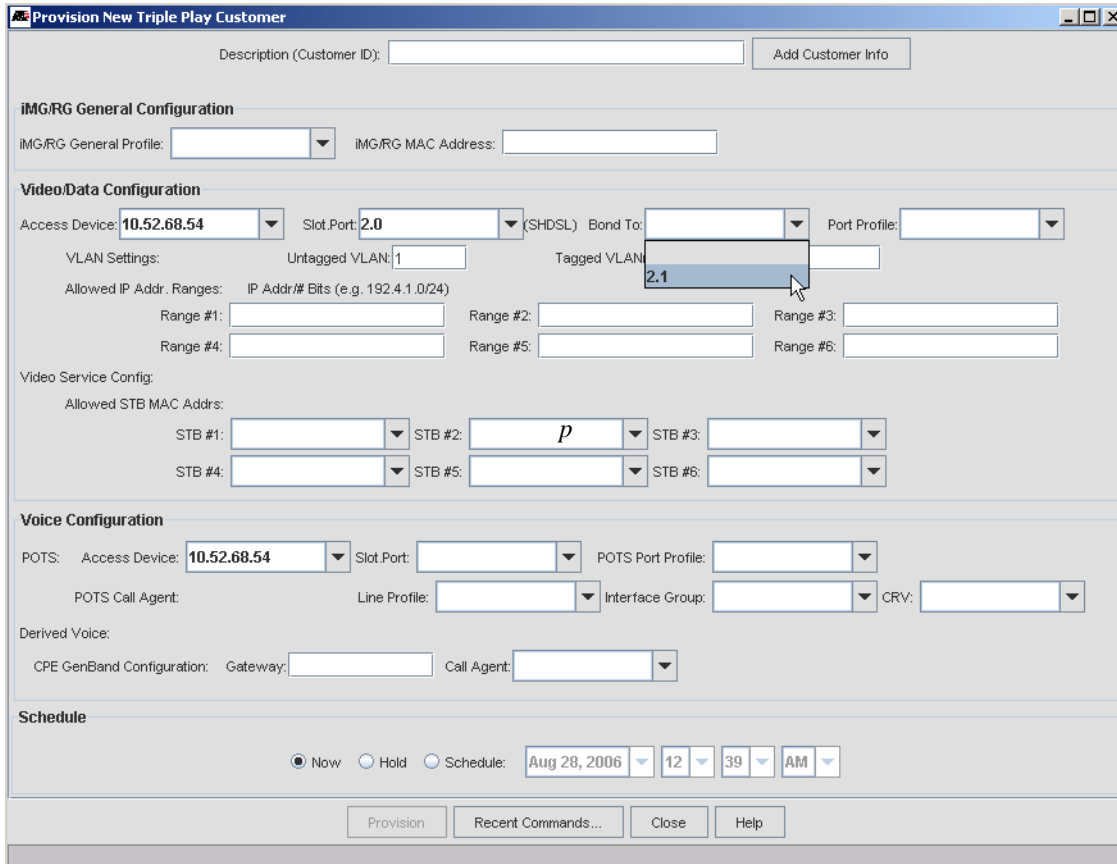 Provision New Triple Play Customer
Description (Customer ID): Add Customer Info
iMG/RG General Configuration
iMG/RG General Profile: iMG/RG MAC Address:
Video/Data Configuration
Access Device: 10.52.68.54 Slot.Port: 2.0 (SHDSL) Bond To: Port Profile:
VLAN Settings: Untagged VLAN: 1 Tagged VLAN
2.1
Allowed IP Addr. Ranges: IP Addr/# Bits (e.g. 192.4.1.0/24)
Range #1: Range #2: Range #3:
Range #4: Range #5: Range #6:
Video Service Config:
Allowed STB MAC Addrs:
STB #1: STB #2: p STB #3:
STB #4: STB #5: STB #6:
Voice Configuration
POTS: Access Device: 10.52.68.54 Slot.Port: POTS Port Profile:
POTS Call Agent: Line Profile: Interface Group: CRV:
Derived Voice:
CPE GenBand Configuration: Gateway: Call Agent:
Schedule
Now Hold Schedule: Aug 28, 2006 12 39 AM
Provision Recent Commands... Close Help